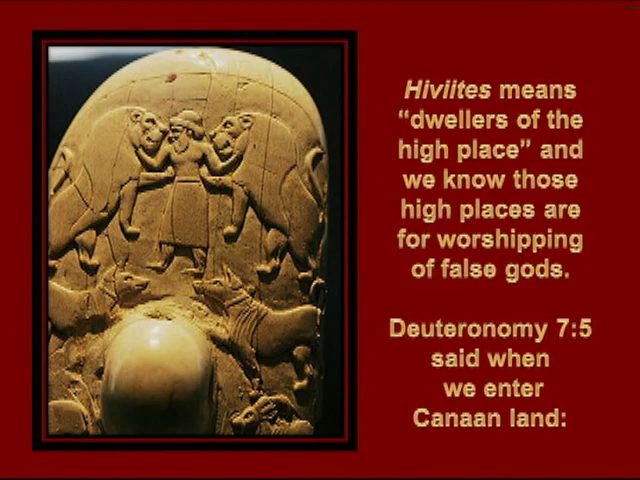 Hiviites means
“dwellers of the
high place” and
we know those
high places are
for worshipping
of false gods.
Deuteronomy 7:5
said when
we enter
Canaan land: